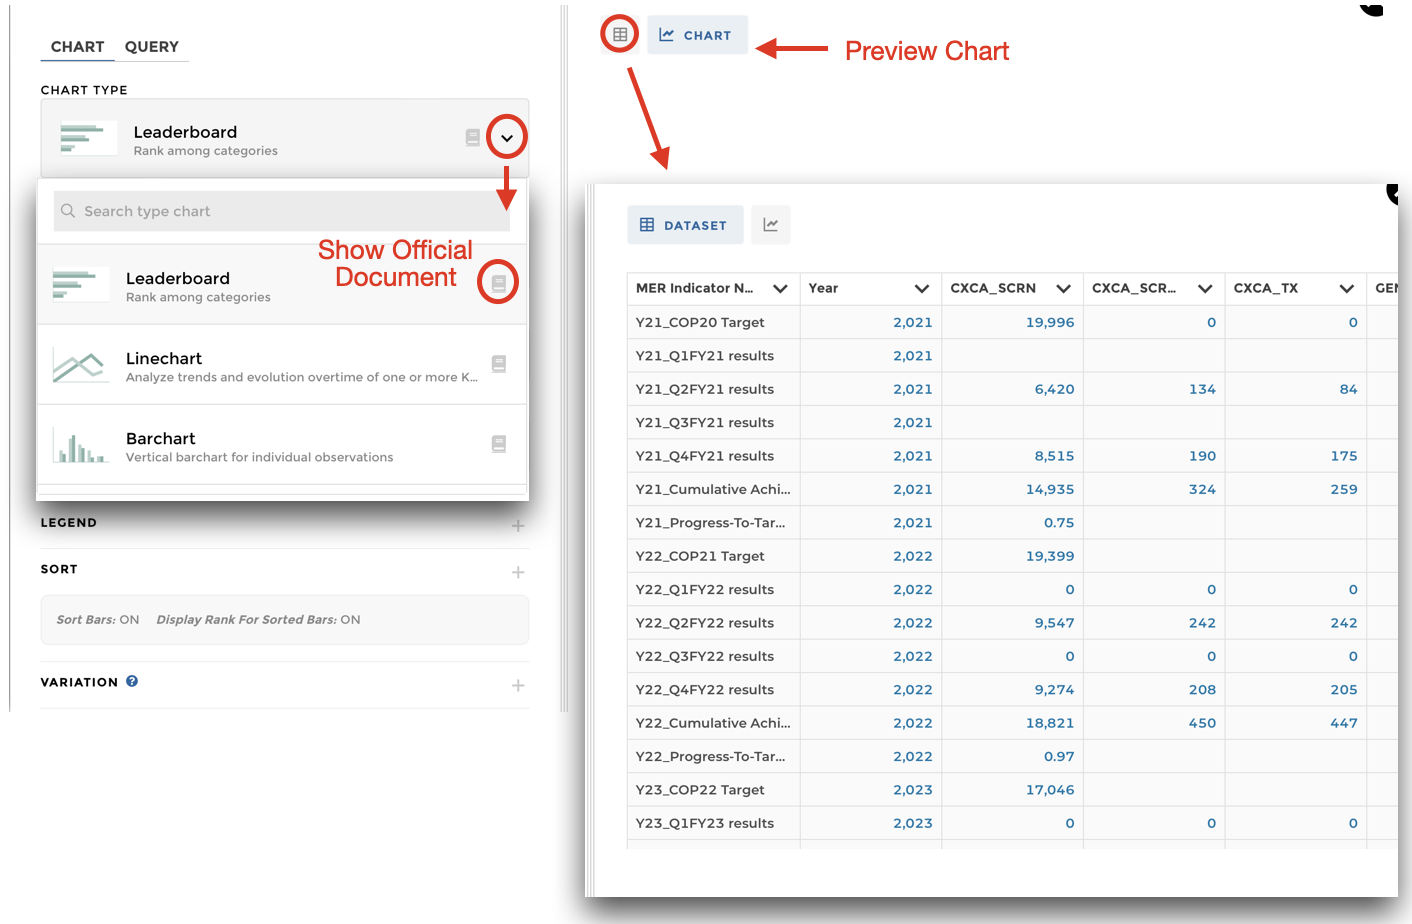 CHART QUERY
CHART TYPE
Leaderboard
Rank among categories
Search type chart
Show Official
Document
Leaderboard
Rank among categories
Linechart
Analyze trends and evolution overtime of one or more K...
Barchart
Vertical barchart for individual observations
LEGEND
SORT
Sort Bars: ON Display Rank For Sorted Bars: ON
VARIATION ?
CHART
Preview Chart
DATASET
MER Indicator N... Year CXCA_SCRN CXCA_SCR... CXCA_TX GEN
Y21_COP20 Target 2,021 19,996 0 0
Y21_Q1FY21 results 2,021
Y21_Q2FY21 results 2,021 6,420 134 84
Y21_Q3FY21 results 2,021
Y21_Q4FY21 results 2,021 8,515 190 175
Y21_Cumulative Achi... 2,021 14,935 324 259
Y21_Progress-To-Tar... 2,021 0.75
Y22_COP21 Target 2,022 19,399
Y22_Q1FY22 results 2,022 0 0 0
Y22_Q2FY22 results 2,022 9,547 242 242
Y22_Q3FY22 results 2,022 0 0 0
Y22_Q4FY22 results 2,022 9,274 208 205
Y22_Cumulative Achi... 2,022 18,821 450 447
Y22_Progress-To-Tar... 2,022 0.97
Y23_COP22 Target 2,023 17,046
Y23_Q1FY23 results 2,023 0 0 0